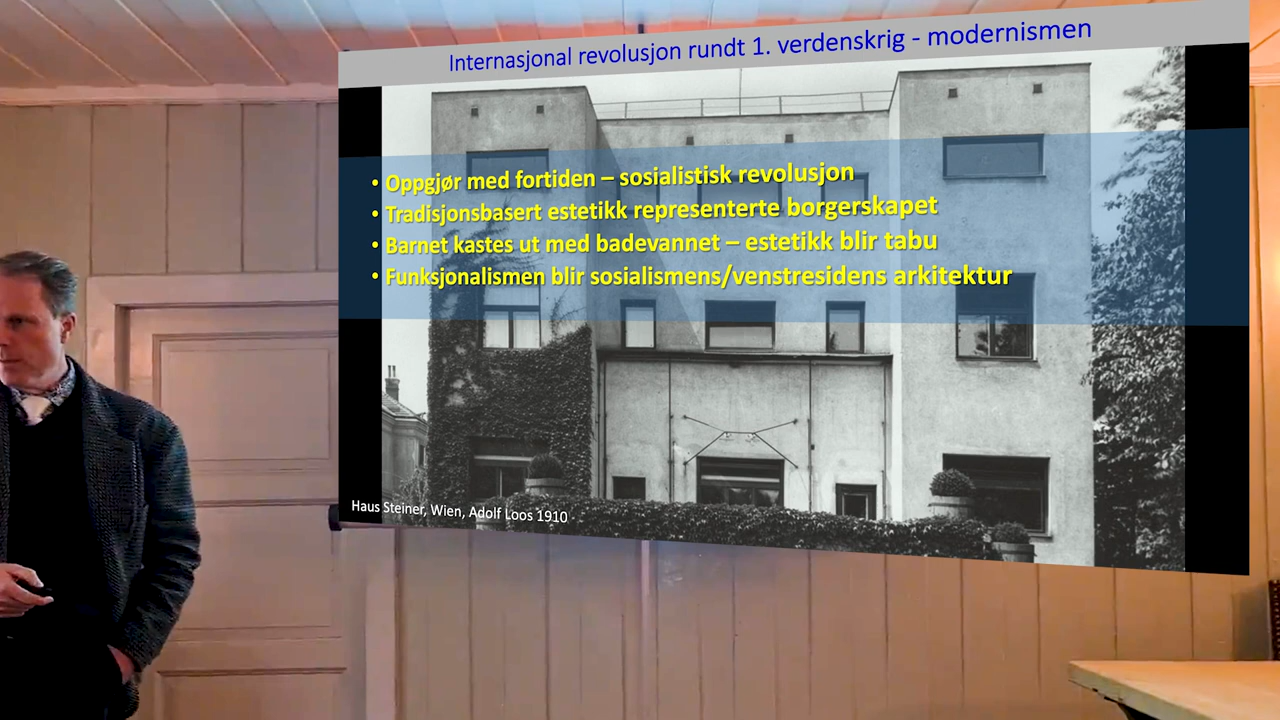 Internasjonal revolusjon rundt 1. verdenskrig - modernismen
• Oppgjør med fortiden – sosialistisk revolusjon
• Tradisjonsbasert estetikk representerte borgerskapet
• Barnet kastes ut med badevannet – estetikk blir tabu
• Funksjonalismen blir sosialismens/venstresidens arkitektur
Haus Steiner, Wien, Adolf Loos 1910